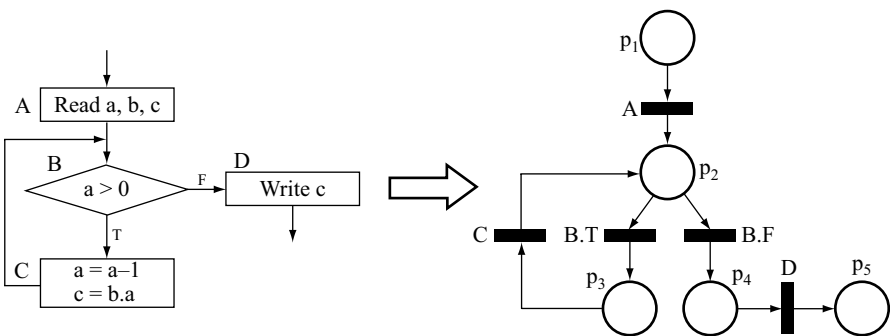 A
Read a, b, c
B
a > 0
F
T
D
Write c
C
a = a–1
c = b.a
p1
A
p2
C
B.T
B.F
p3
p4
D
p5